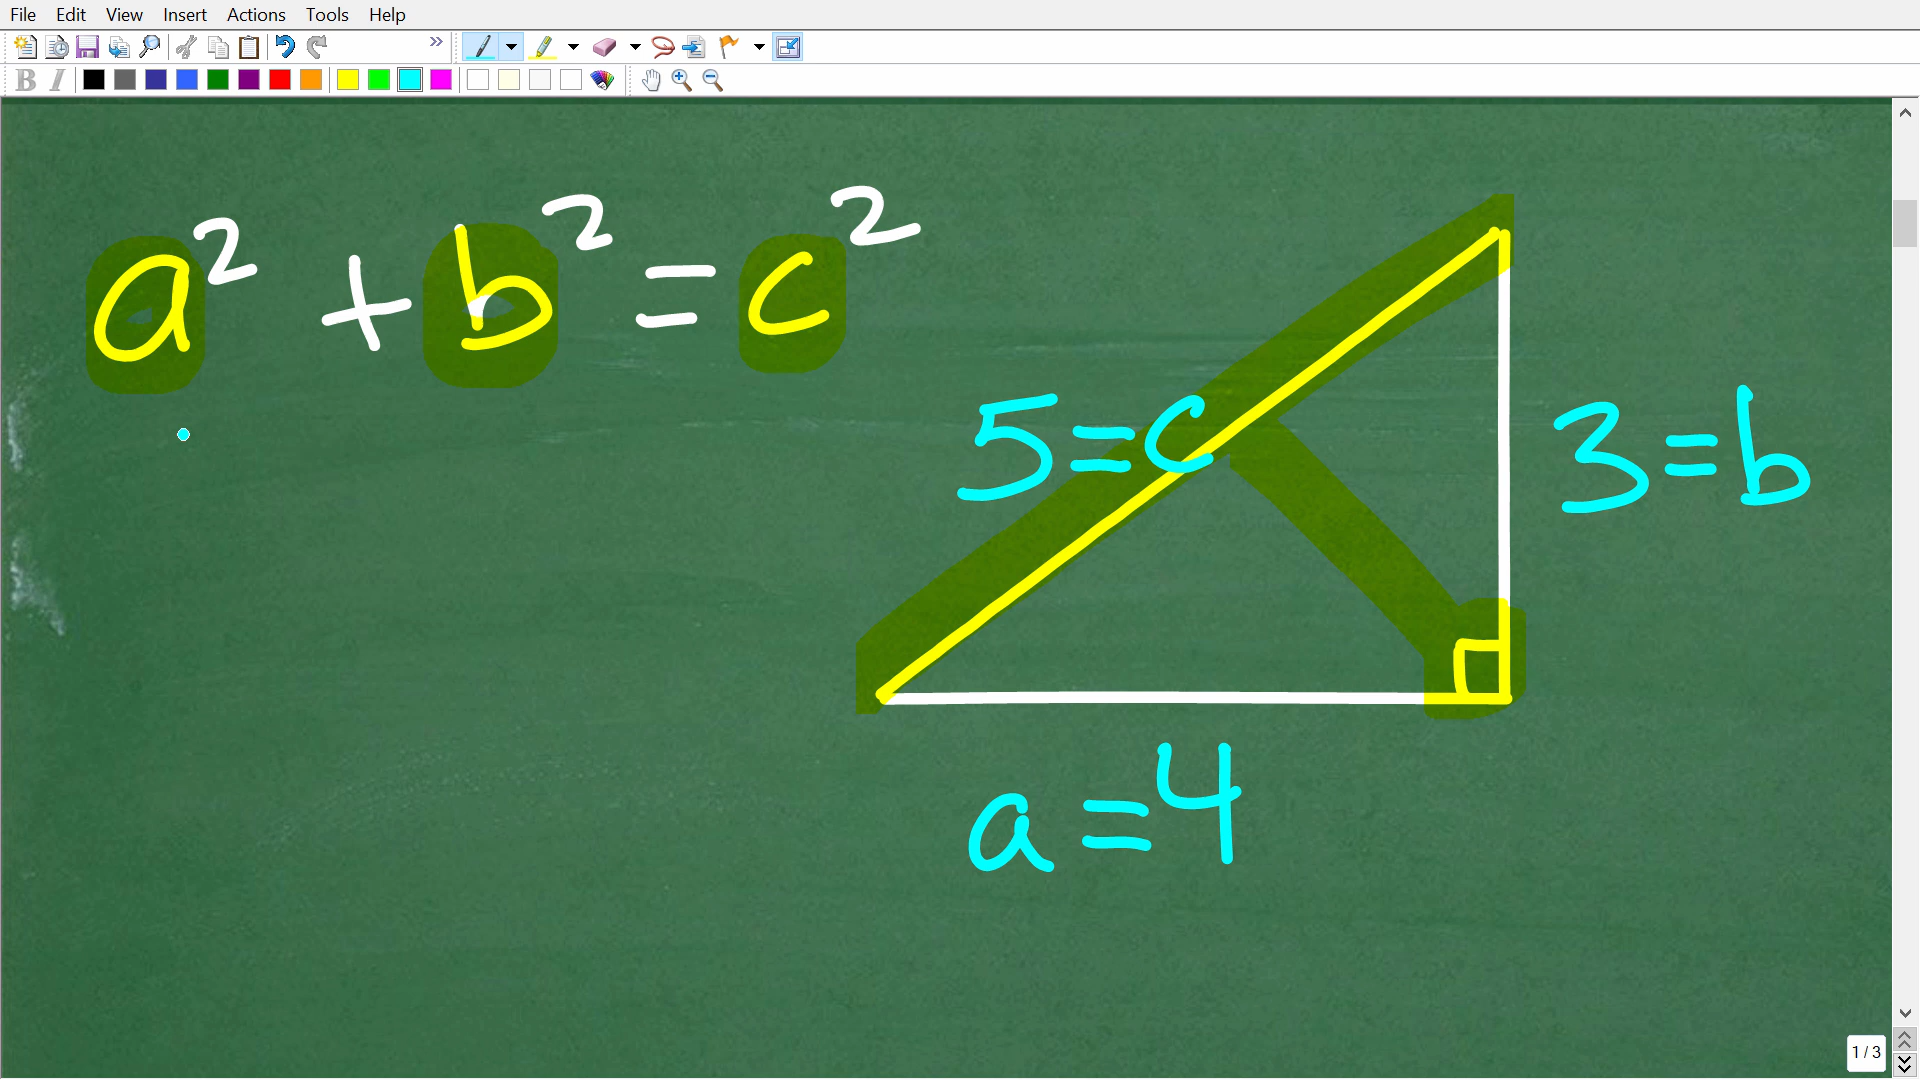 File Edit View Insert Actions Tools Help
B I
a² + b² = c²
5=c
3=b
a=4
1 / 3